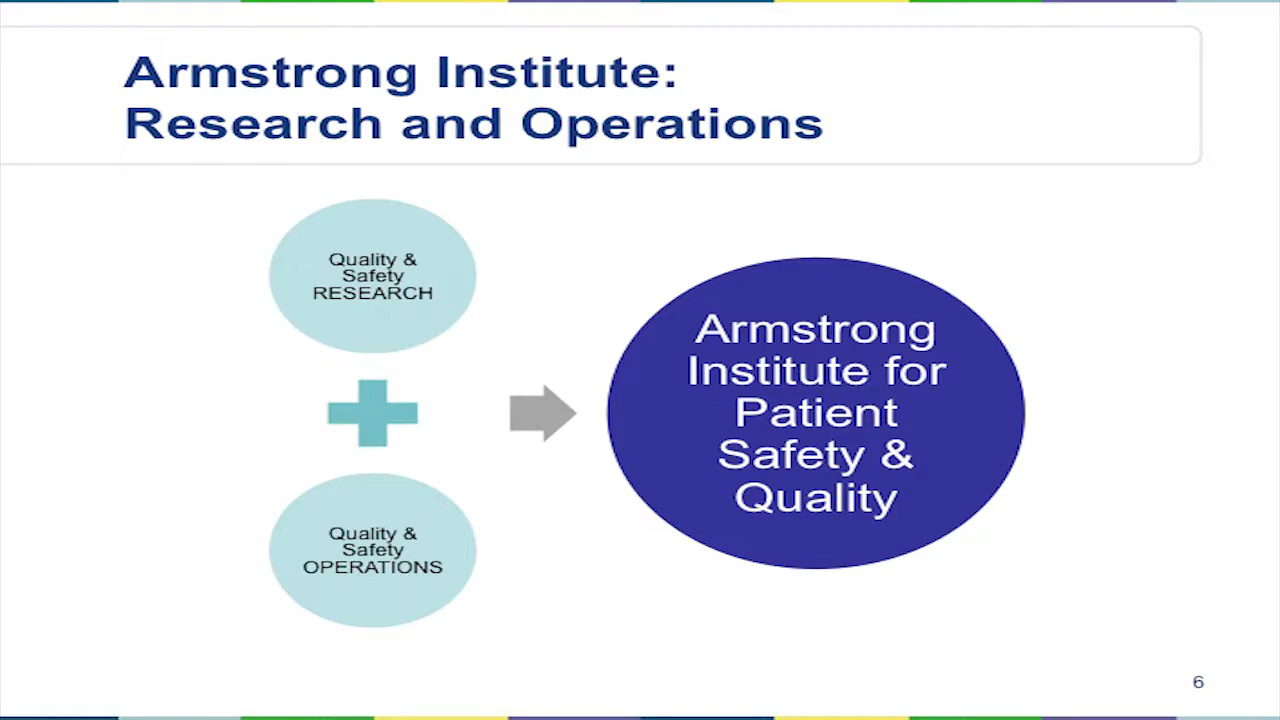 Armstrong Institute:
Research and Operations
Quality &
Safety
RESEARCH
Quality &
Safety
OPERATIONS
Armstrong
Institute for
Patient
Safety &
Quality
6